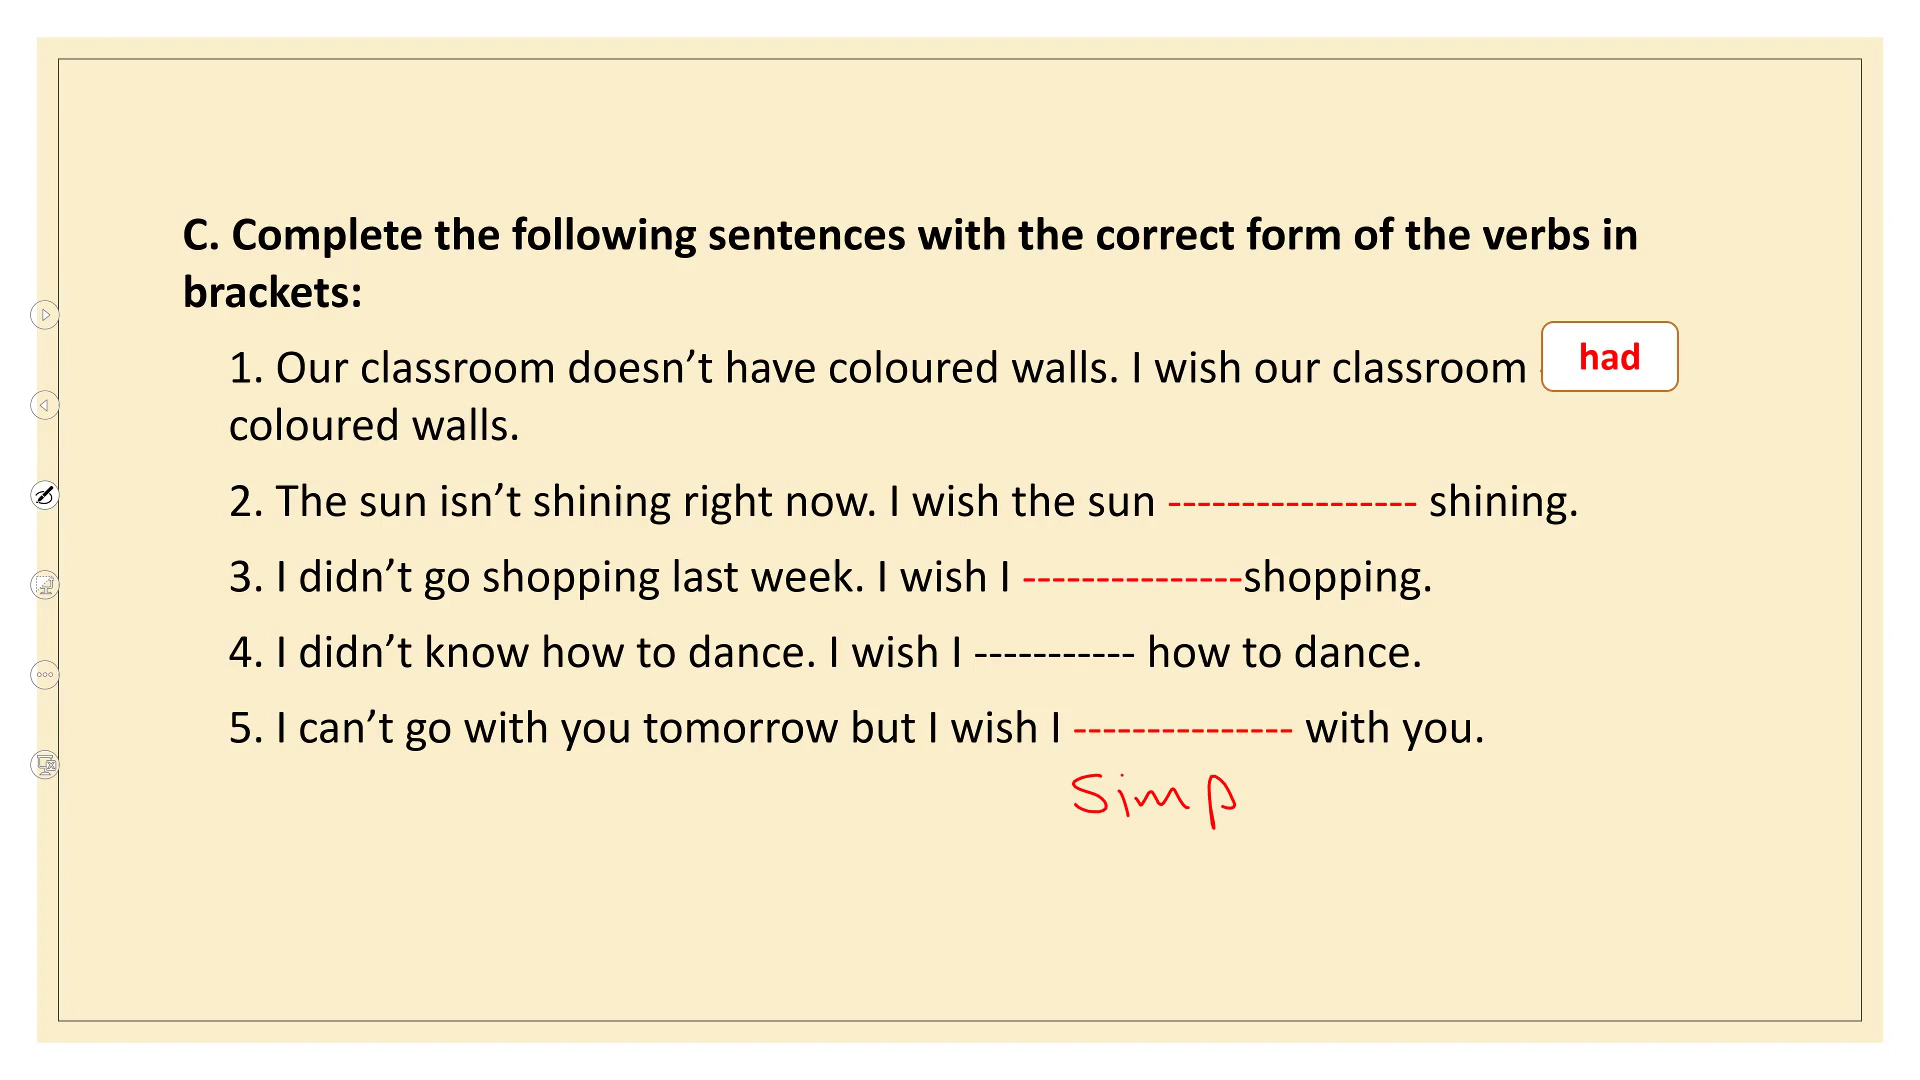 C. Complete the following sentences with the correct form of the verbs in
brackets:
1. Our classroom doesn’t have coloured walls. I wish our classroom had
coloured walls.
2. The sun isn’t shining right now. I wish the sun ----------------- shining.
3. I didn’t go shopping last week. I wish I ---------------shopping.
4. I didn’t know how to dance. I wish I ----------- how to dance.
5. I can’t go with you tomorrow but I wish I --------------- with you.
Simp